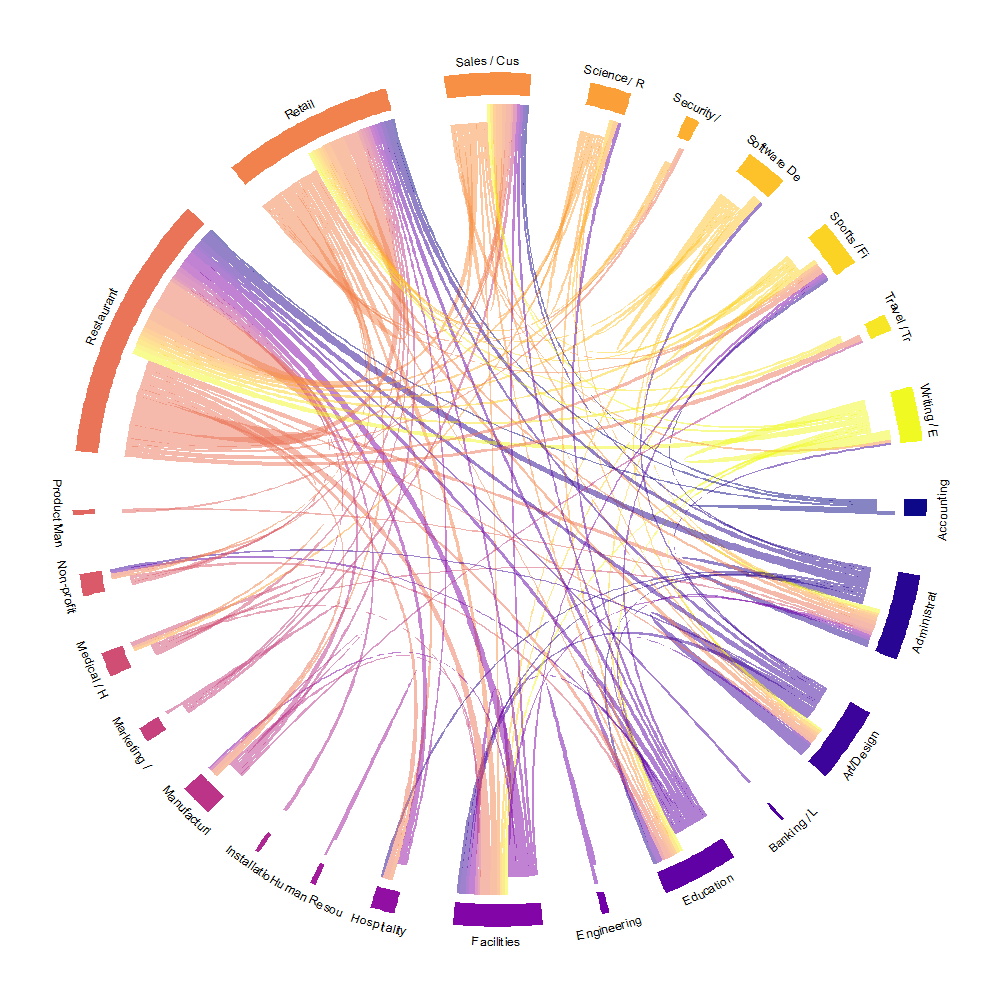 Sales / Cus
Science / R
Security /
Software De
Sports / Fi
Travel / Tr
Writing / E
Accounting
Administrat
Art/Design
Banking / L
Education
Engineering
Facilities
Hospitality
Human Resou
Installatio
Manufacturi
Marketing /
Medical / H
Non-profit
Product Man
Restaurant
Retail